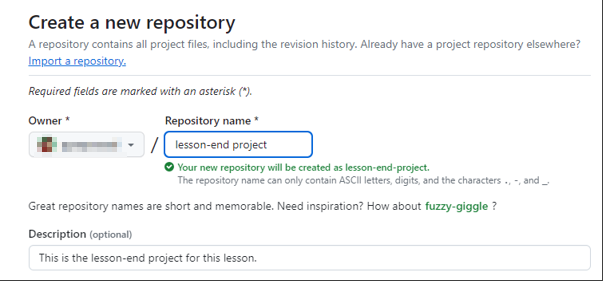 Create a new repository
A repository contains all project files, including the revision history. Already have a project repository elsewhere?
Import a repository.
Required fields are marked with an asterisk (*).
Owner * Repository name *
/ lesson-end project
Your new repository will be created as lesson-end-project.
The repository name can only contain ASCII letters, digits, and the characters ., -, and _.
Great repository names are short and memorable. Need inspiration? How about fuzzy-giggle ?
Description (optional)
This is the lesson-end project for this lesson.